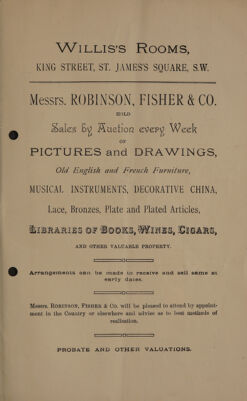 WILLIS'S ROOMS,
KING STREET, ST. JAMES'S SQUARE, S.W.
Messrs. ROBINSON, FISHER & CO.
HOLD
Sales by Auction every Week
OF
PICTURES and DRAWINGS,
Old English and French Furniture,
MUSICAL INSTRUMENTS, DECORATIVE CHINA,
Lace, Bronzes, Plate and Plated Articles,
LIBRARIES OF BOOKS, WINES, CIGARS,
AND OTHER VALUABLE PROPERTY.
Arrangements can be made to receive and sell same at
early dates.
Messrs. ROBINSON, FISHER & Co. will be pleased to attend by appoint-
ment in the Country or elsewhere and advise as to best methods of
realisation.
PROBATE AND OTHER VALUATIONS.